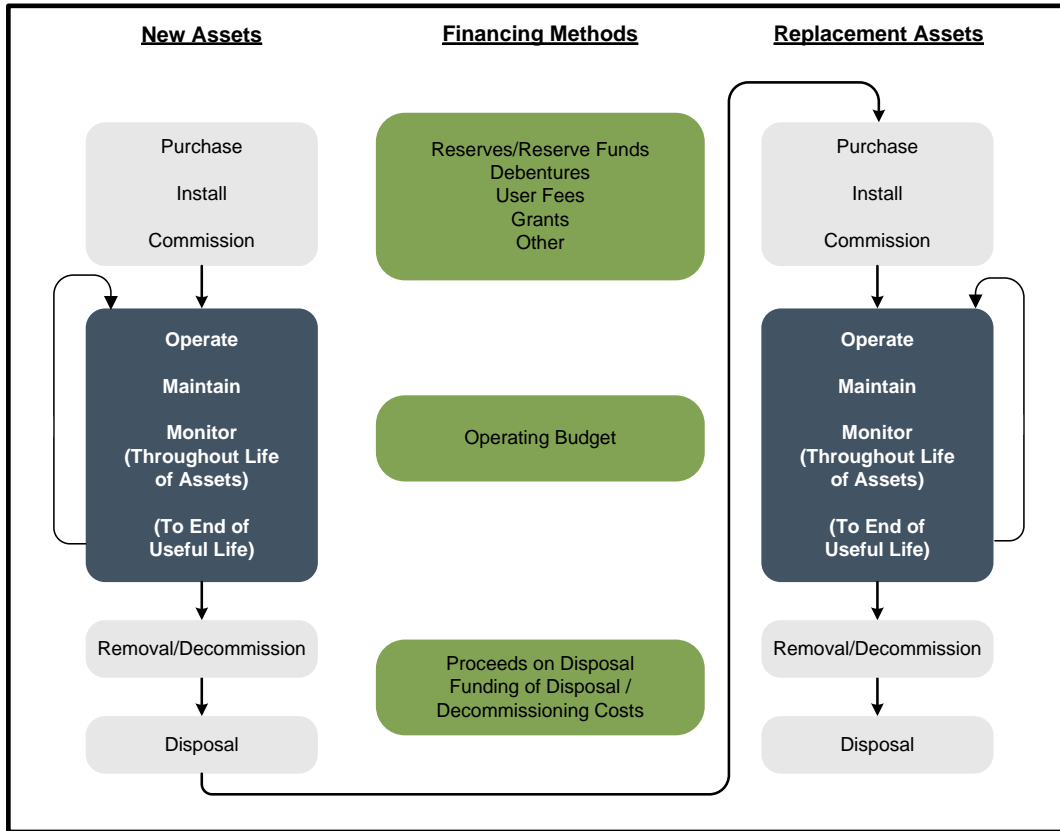 New Assets
Financing Methods
Replacement Assets
Purchase
Install
Commission
Operate
Maintain
Monitor
(Throughout Life
of Assets)
(To End of
Useful Life)
Removal/Decommission
Disposal
Reserves/Reserve Funds
Debentures
User Fees
Grants
Other
Operating Budget
Proceeds on Disposal
Funding of Disposal /
Decommissioning Costs
Purchase
Install
Commission
Operate
Maintain
Monitor
(Throughout Life
of Assets)
(To End of
Useful Life)
Removal/Decommission
Disposal